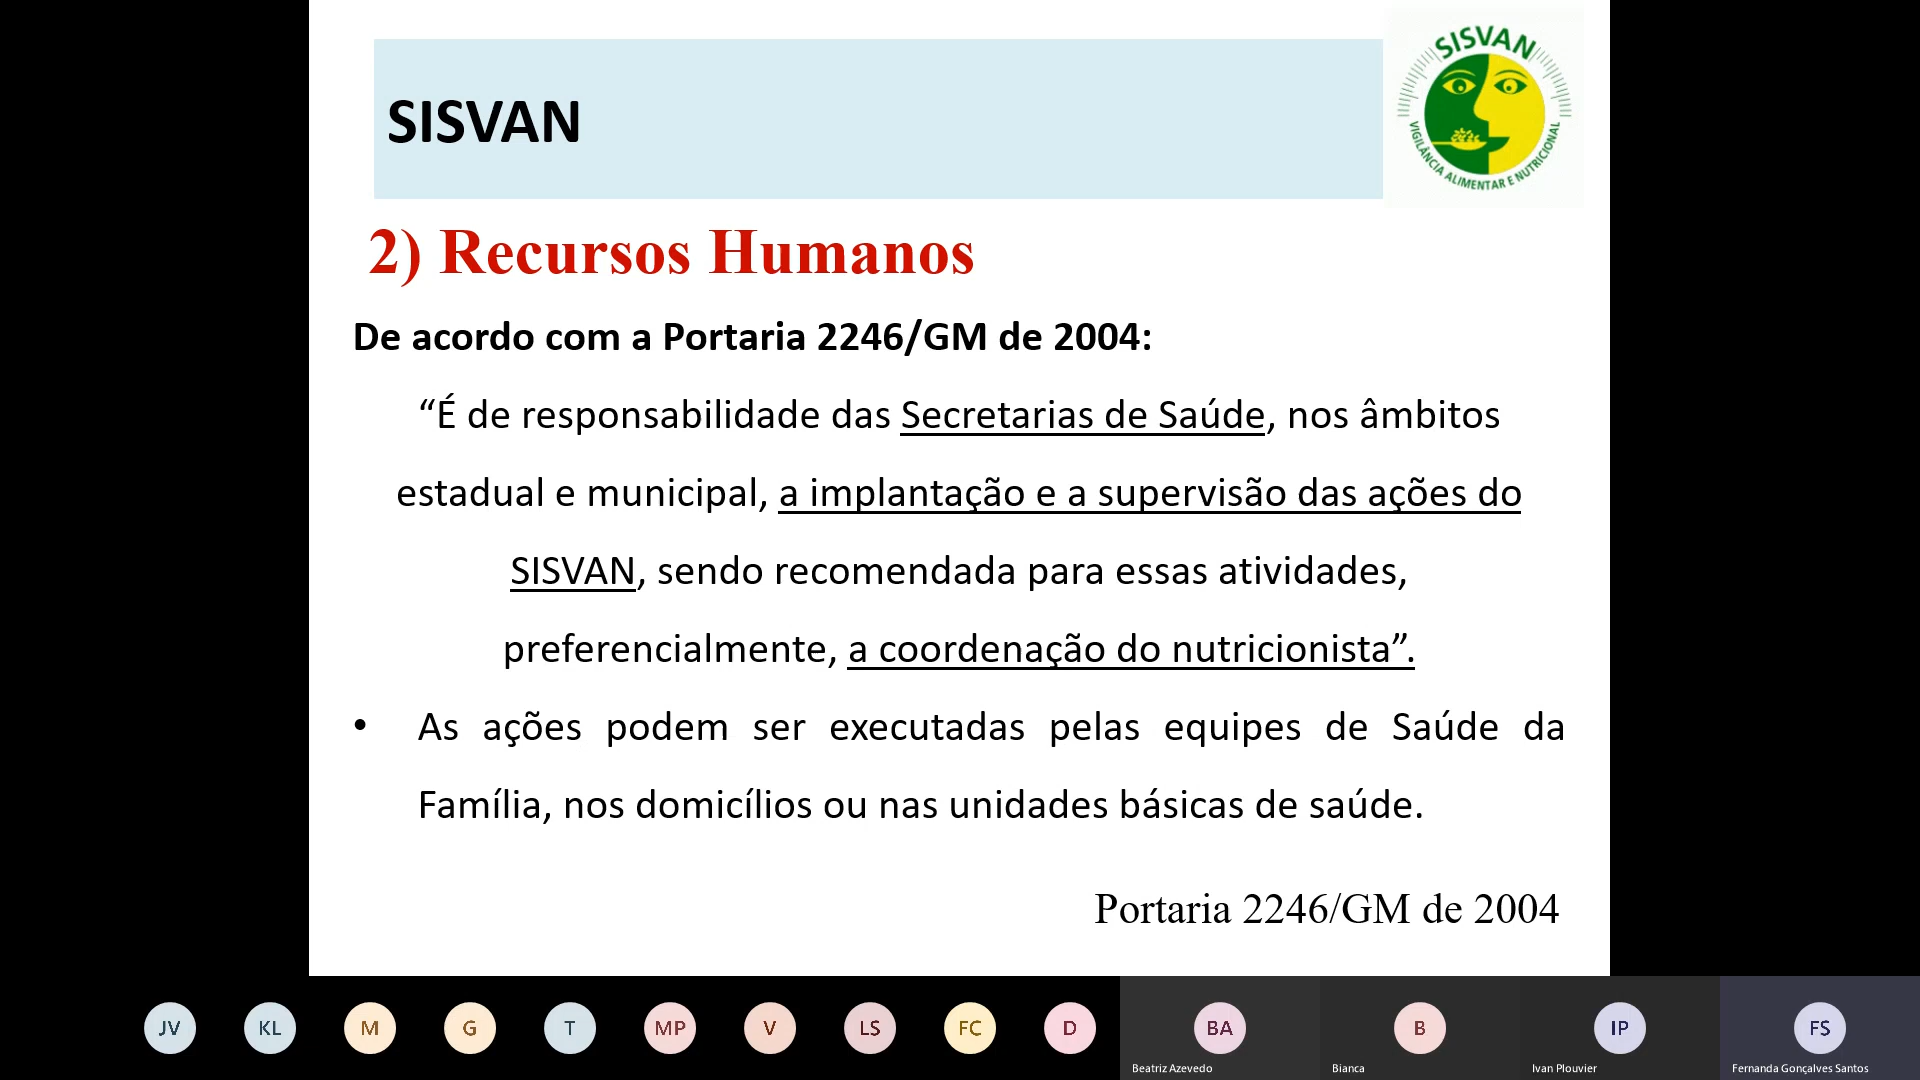 SISVAN
SISVAN
VIGILÂNCIA ALIMENTAR E NUTRICIONAL
2) Recursos Humanos
De acordo com a Portaria 2246/GM de 2004:
“É de responsabilidade das Secretarias de Saúde, nos âmbitos
estadual e municipal, a implantação e a supervisão das ações do
SISVAN, sendo recomendada para essas atividades,
preferencialmente, a coordenação do nutricionista”.
• As ações podem ser executadas pelas equipes de Saúde da
Família, nos domicílios ou nas unidades básicas de saúde.
Portaria 2246/GM de 2004
JV KL M G T MP V LS FC D BA B IP FS
Beatriz Azevedo Bianca Ivan Plouvier Fernanda Gonçalves Santos